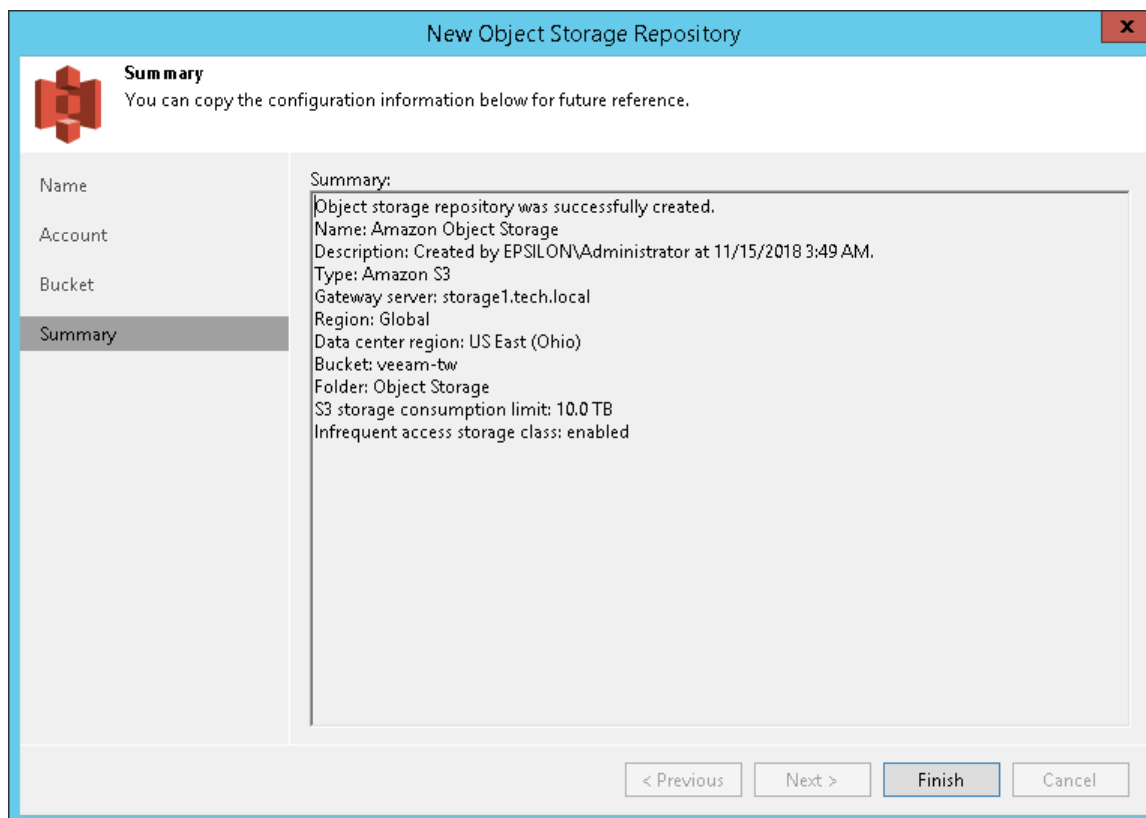 New Object Storage Repository
x
Summary
You can copy the configuration information below for future reference.
Name
Account
Bucket
Summary
Summary:
Object storage repository was successfully created.
Name: Amazon Object Storage
Description: Created by EPSILON\Administrator at 11/15/2018 3:49 AM.
Type: Amazon S3
Gateway server: storage1.tech.local
Region: Global
Data center region: US East (Ohio)
Bucket: veeam-tw
Folder: Object Storage
S3 storage consumption limit: 10.0 TB
Infrequent access storage class: enabled
< Previous
Next >
Finish
Cancel